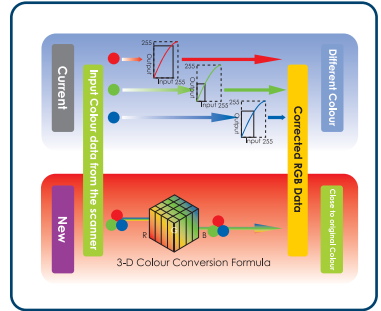 Current
Input Colour data from the scanner
255
Output
Input 255
255
Output
Input 255
255
Output
Input 255
Corrected RGB Data
Different Colour
New
R
G
B
3-D Colour Conversion Formula
Close to original Colour